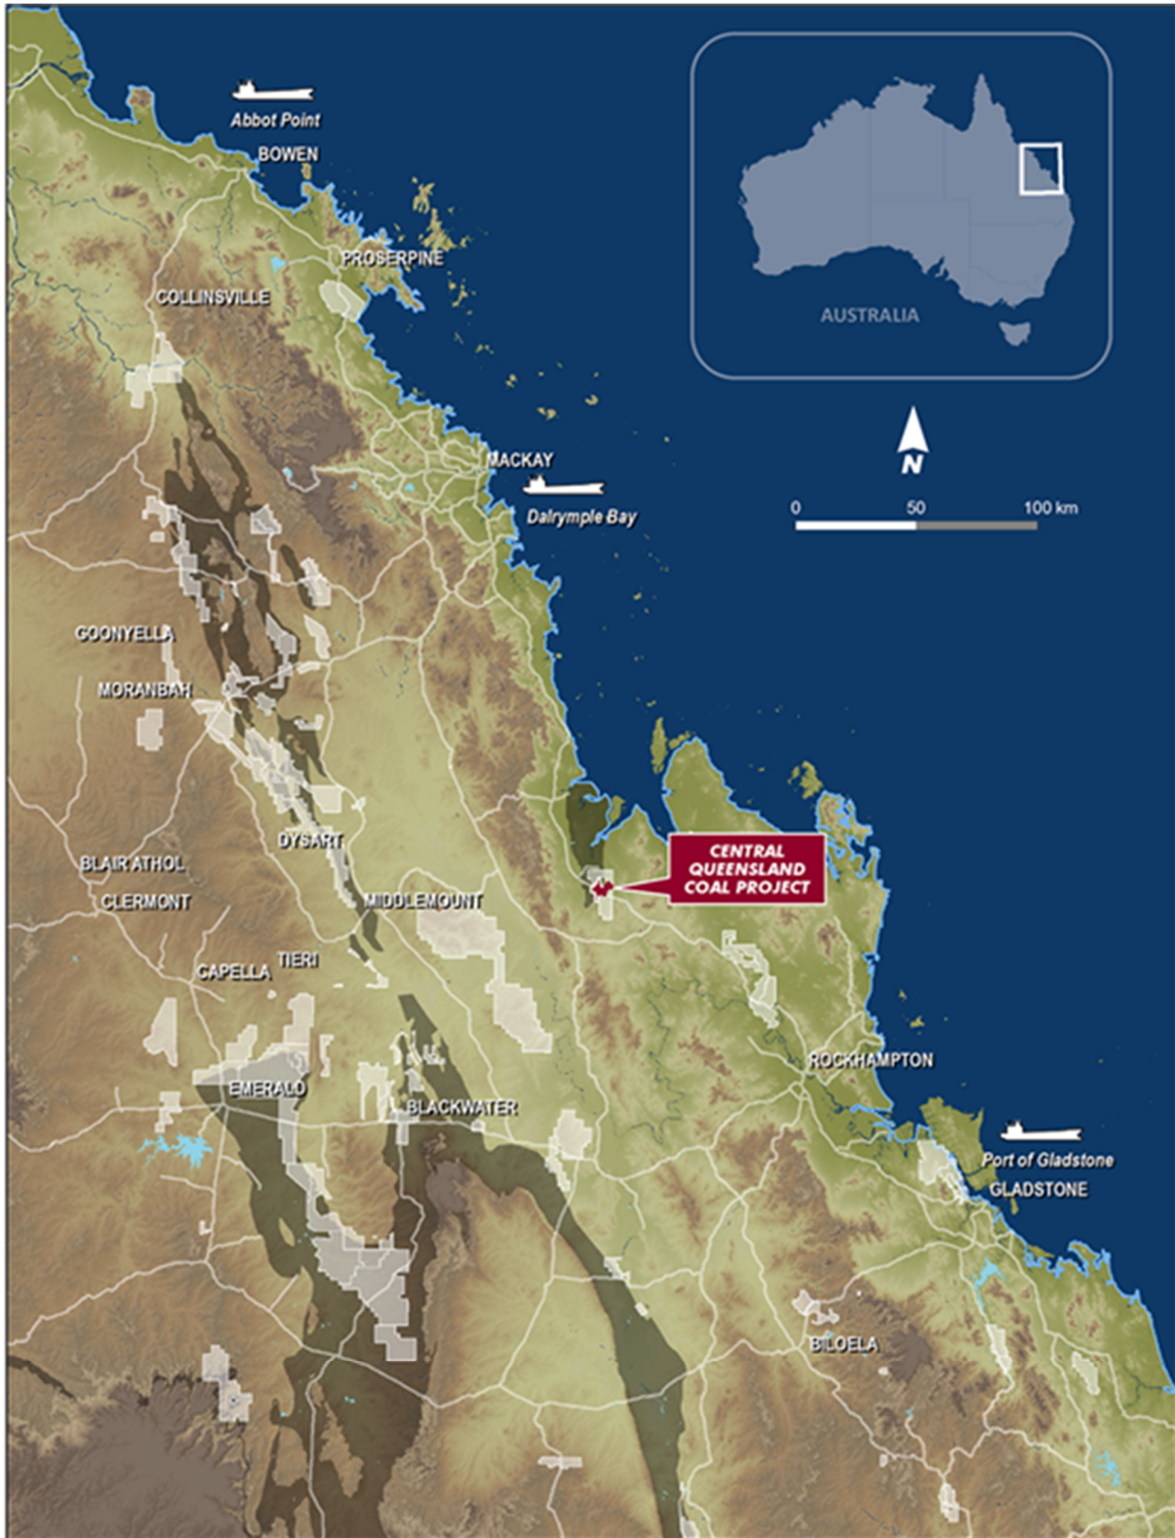 Abbot Point
BOWEN
PROSERPINE
COLLINSVILLE
AUSTRALIA
N
MACKAY
Dalrymple Bay
0 50 100 km
GOONYELLA
MORANBAH
DYSART
BLAIR ATHOL
CENTRAL
QUEENSLAND
COAL PROJECT
CLERMONT
MIDDLEMOUNT
TIERI
CAPELLA
ROCKHAMPTON
EMERALD
BLACKWATER
Port of Gladstone
GLADSTONE
BILOELA